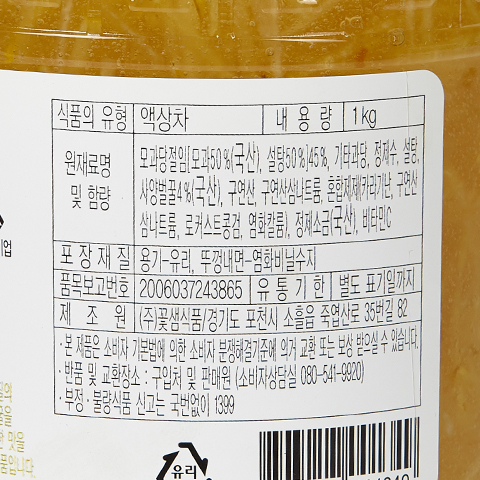 식품의 유형 액상차 내 용 량 1kg
원재료명 및 함량
모과당절임[모과50%(국산), 설탕50%]45%, 기타과당, 정제수, 설탕,
사양벌꿀4%(국산), 구연산, 구연산삼나트륨, 혼합제제(카라기난, 구연산
삼나트륨, 로커스트콩검, 염화칼륨), 정제소금(국산), 비타민C
포 장 재 질 용기-유리, 뚜껑내면-염화비닐수지
품목보고번호 2006037243865 유 통 기 한 별도 표기일까지
제 조 원 (주)꽃샘식품/경기도 포천시 소흘읍 죽엽산로 35번길 82
· 본 제품은 소비자 기본법에 의한 소비자 분쟁해결기준에 의거 교환 또는 보상 받으실 수 있습니다.
· 반품 및 교환장소 : 구입처 및 판매원 (소비자상담실 080-541-9920)
· 부정 · 불량식품 신고는 국번없이 1399
유리